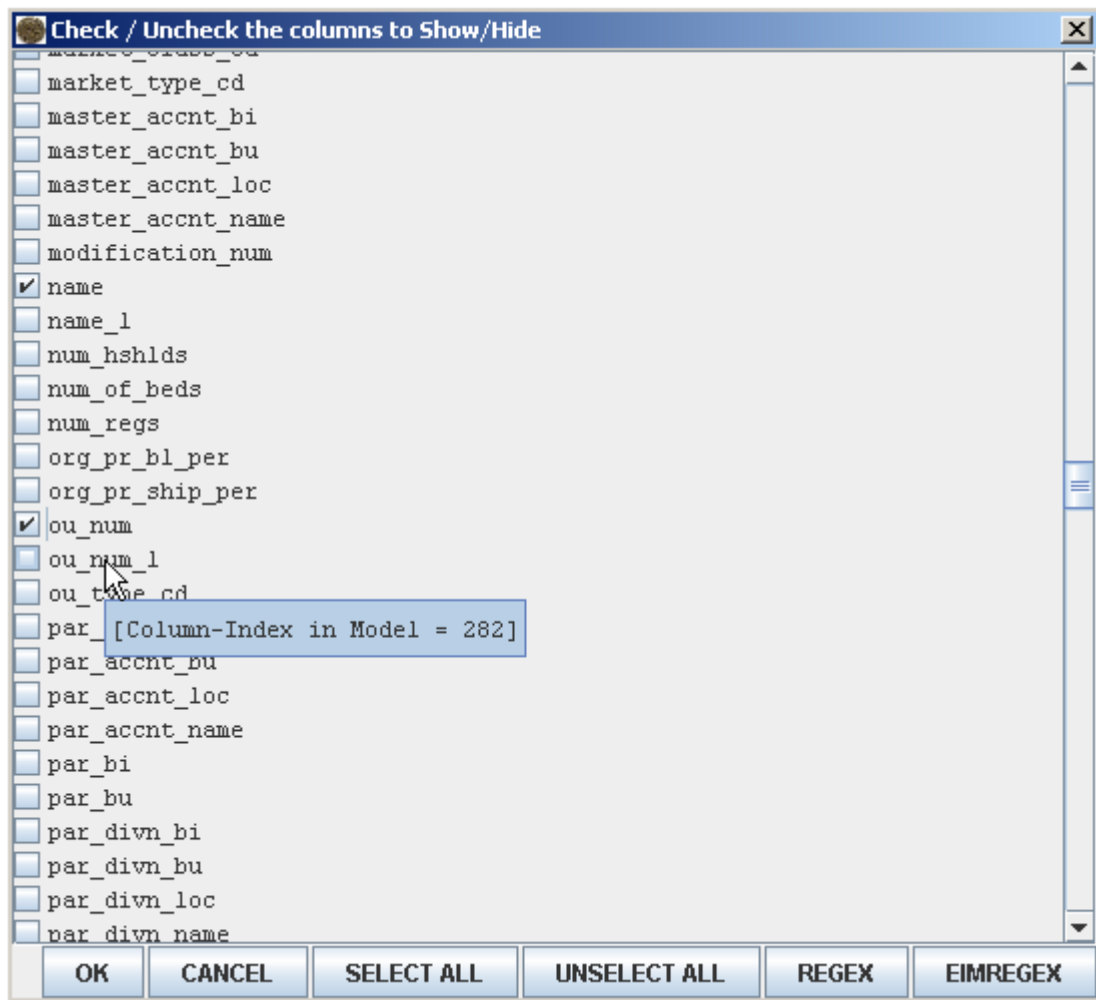 Check / Uncheck the columns to Show/Hide
market_type_cd
master_accnt_bi
master_accnt_bu
master_accnt_loc
master_accnt_name
modification_num
name
name_l
num_hshlds
num_of_beds
num_regs
org_pr_bl_per
org_pr_ship_per
ou_num
ou_num_l
ou_type_cd
par_
[Column-Index in Model = 282]
par_accnt_bu
par_accnt_loc
par_accnt_name
par_bi
par_bu
par_divn_bi
par_divn_bu
par_divn_loc
par_divn_name
OK CANCEL SELECT ALL UNSELECT ALL REGEX EIMREGEX